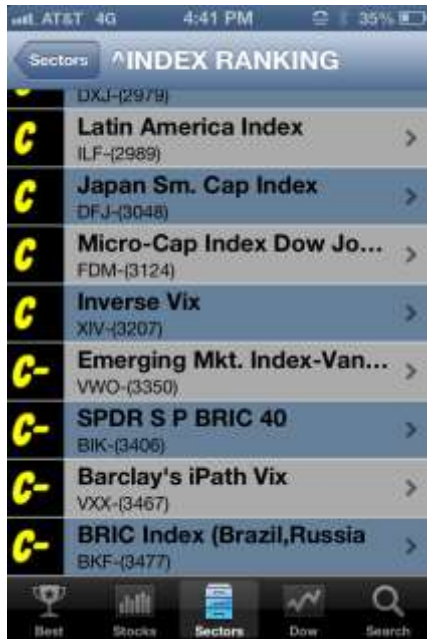 AT&T 4G 4:41 PM 35%
Sectors ^INDEX RANKING
DXJ-(2979)
C Latin America Index
ILF-(2989)
C Japan Sm. Cap Index
DFJ-(3048)
C Micro-Cap Index Dow Jo...
FDM-(3124)
C Inverse Vix
XIV-(3207)
C- Emerging Mkt. Index-Van...
VWO-(3350)
C- SPDR S P BRIC 40
BIK-(3406)
C- Barclay's iPath Vix
VXX-(3467)
C- BRIC Index (Brazil,Russia
BKF-(3477)
Best Stocks Sectors Dow Search